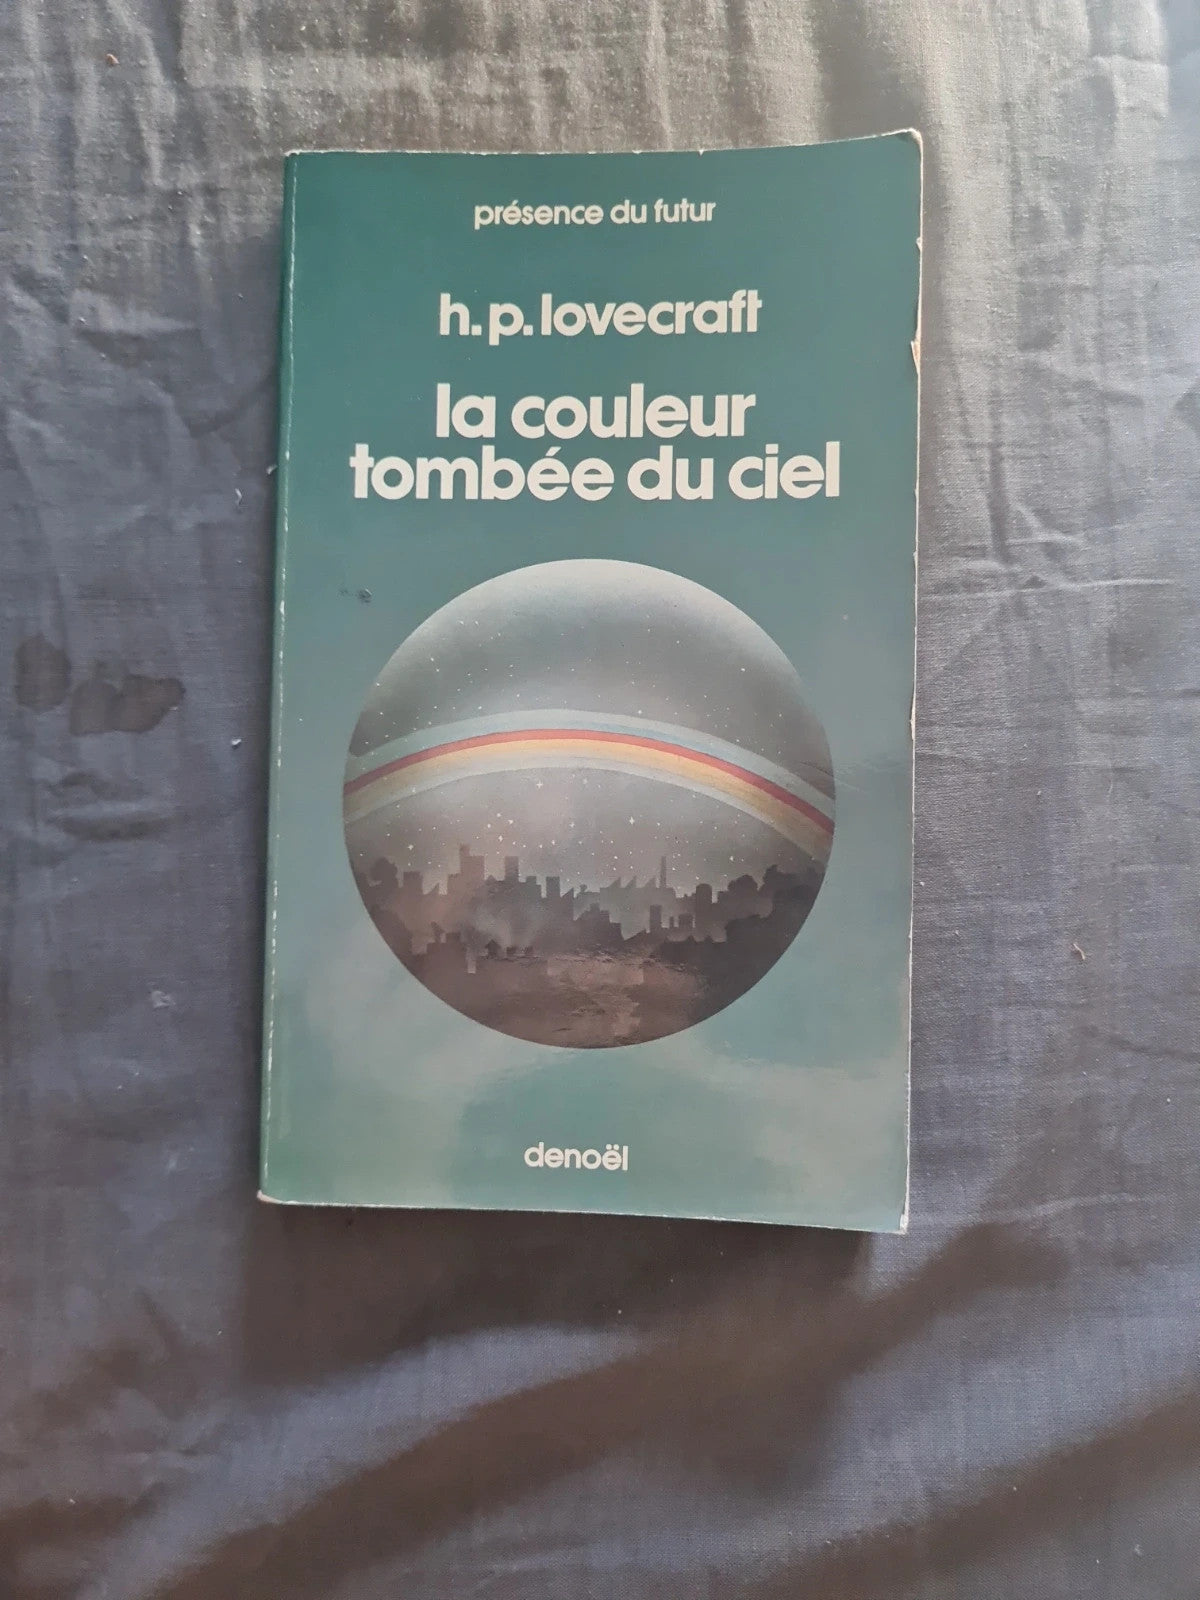 présence du futur
h.p.lovecraft
la couleur
tombée du ciel
denoël